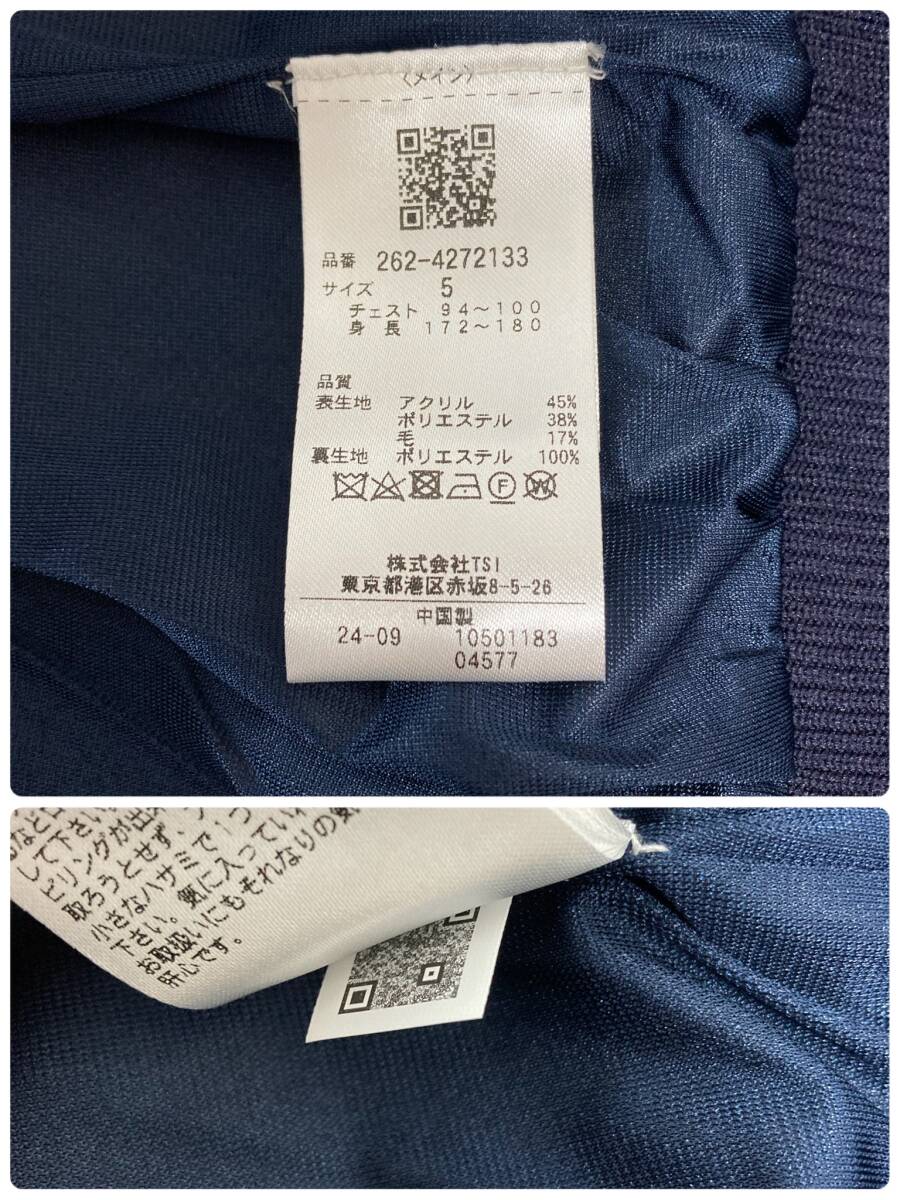 〈メイン〉
品番 262-4272133
サイズ 5
チェスト 94～100
身長 172～180
品質
表生地 アクリル 45%
ポリエステル 38%
毛 17%
裏生地 ポリエステル 100%
F W
株式会社TSI
東京都港区赤坂8-5-26
中国製
24-09 10501183
04577
して下さい
ピリングが出
取ろうとせず、
小さなハサミで1つ
下さい。気に入ってい
お取扱いにもそれなりの気
肝心です。